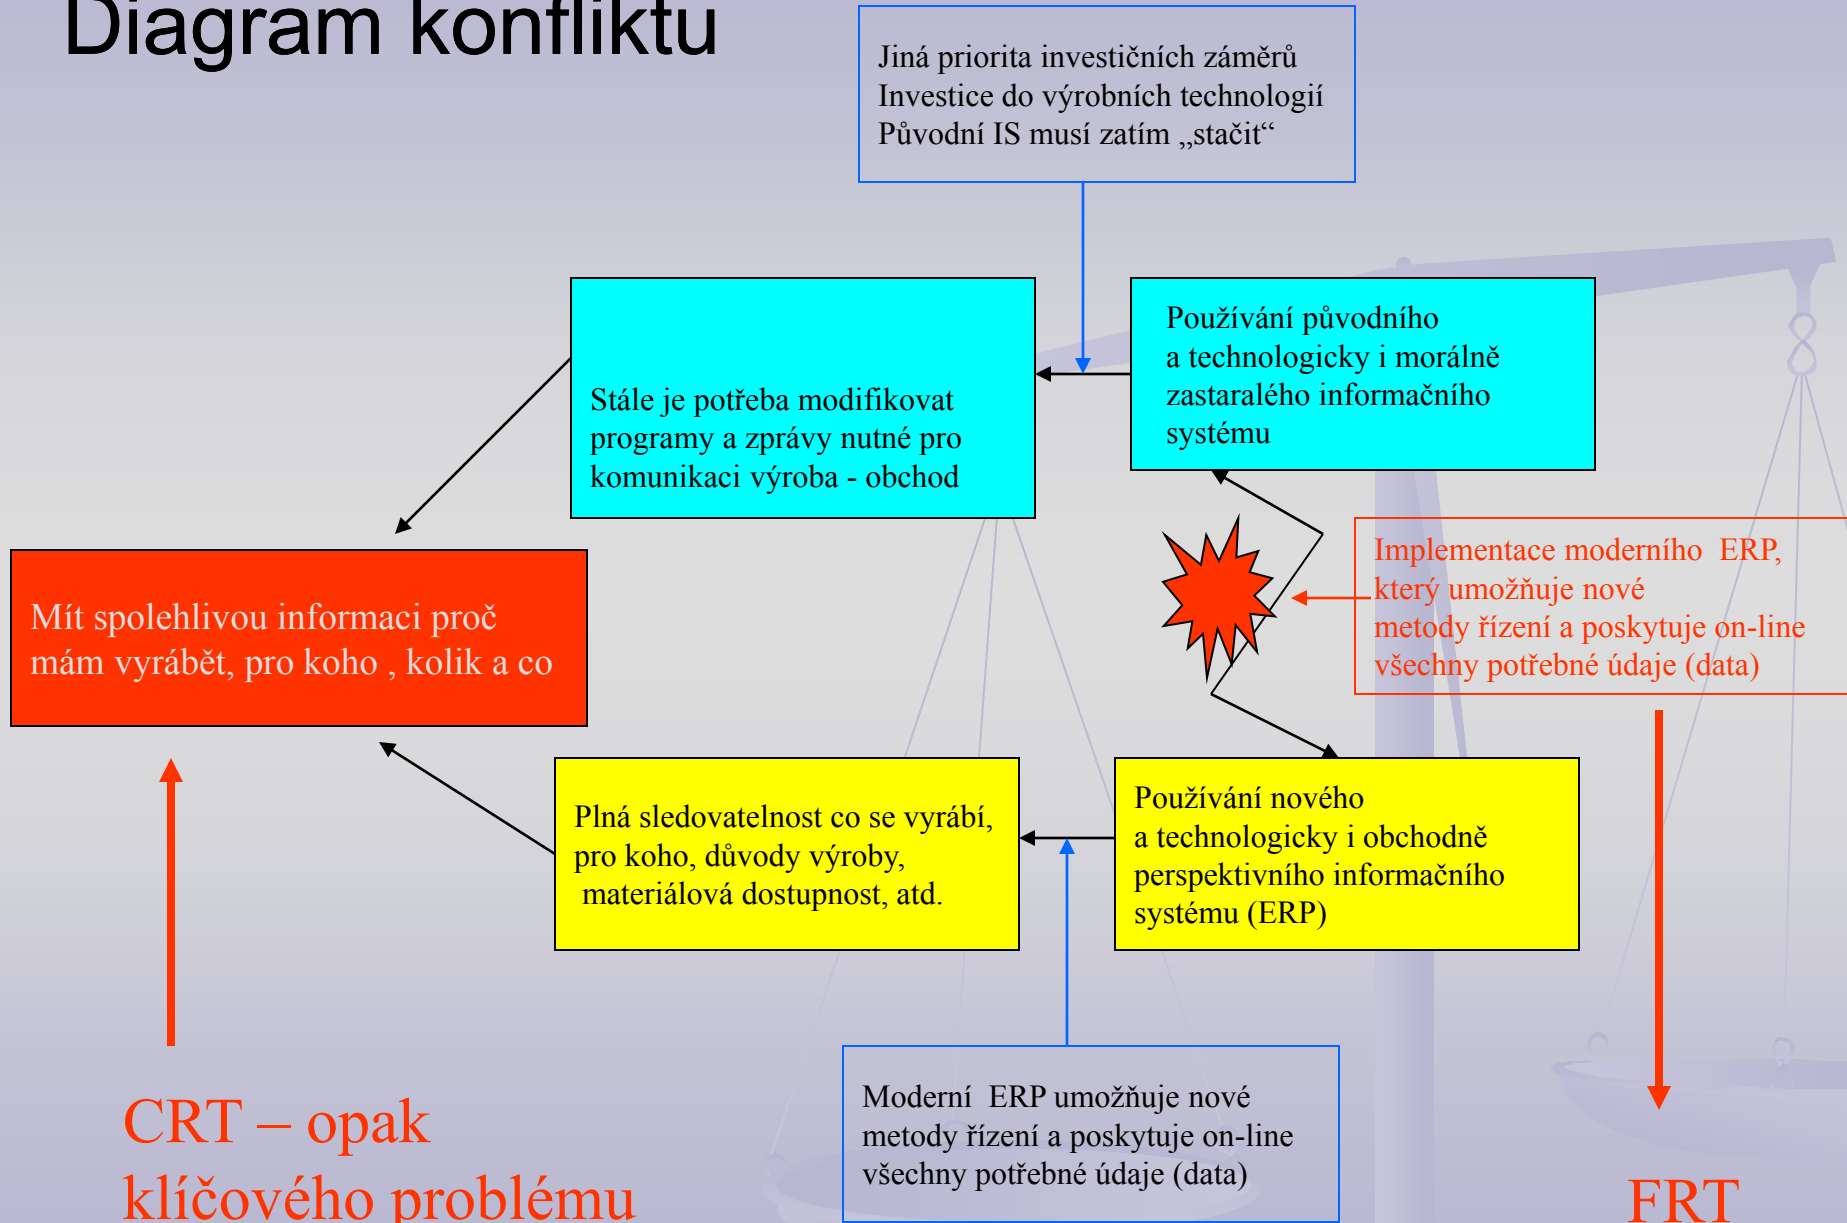 Diagram konfliktu
Jiná priorita investičních záměrů
Investice do výrobních technologií
Původní IS musí zatím „stačit“
Stále je potřeba modifikovat
programy a zprávy nutné pro
komunikaci výroba - obchod
Používání původního
a technologicky i morálně
zastaralého informačního
systému
Mít spolehlivou informaci proč
mám vyrábět, pro koho , kolik a co
Implementace moderního  ERP,
který umožňuje nové
metody řízení a poskytuje on-line
všechny potřebné údaje (data)
Plná sledovatelnost co se vyrábí,
pro koho, důvody výroby,
materiálová dostupnost, atd.
Používání nového
a technologicky i obchodně
perspektivního informačního
systému (ERP)
Moderní  ERP umožňuje nové
metody řízení a poskytuje on-line
všechny potřebné údaje (data)
CRT – opak
klíčového problému
FRT